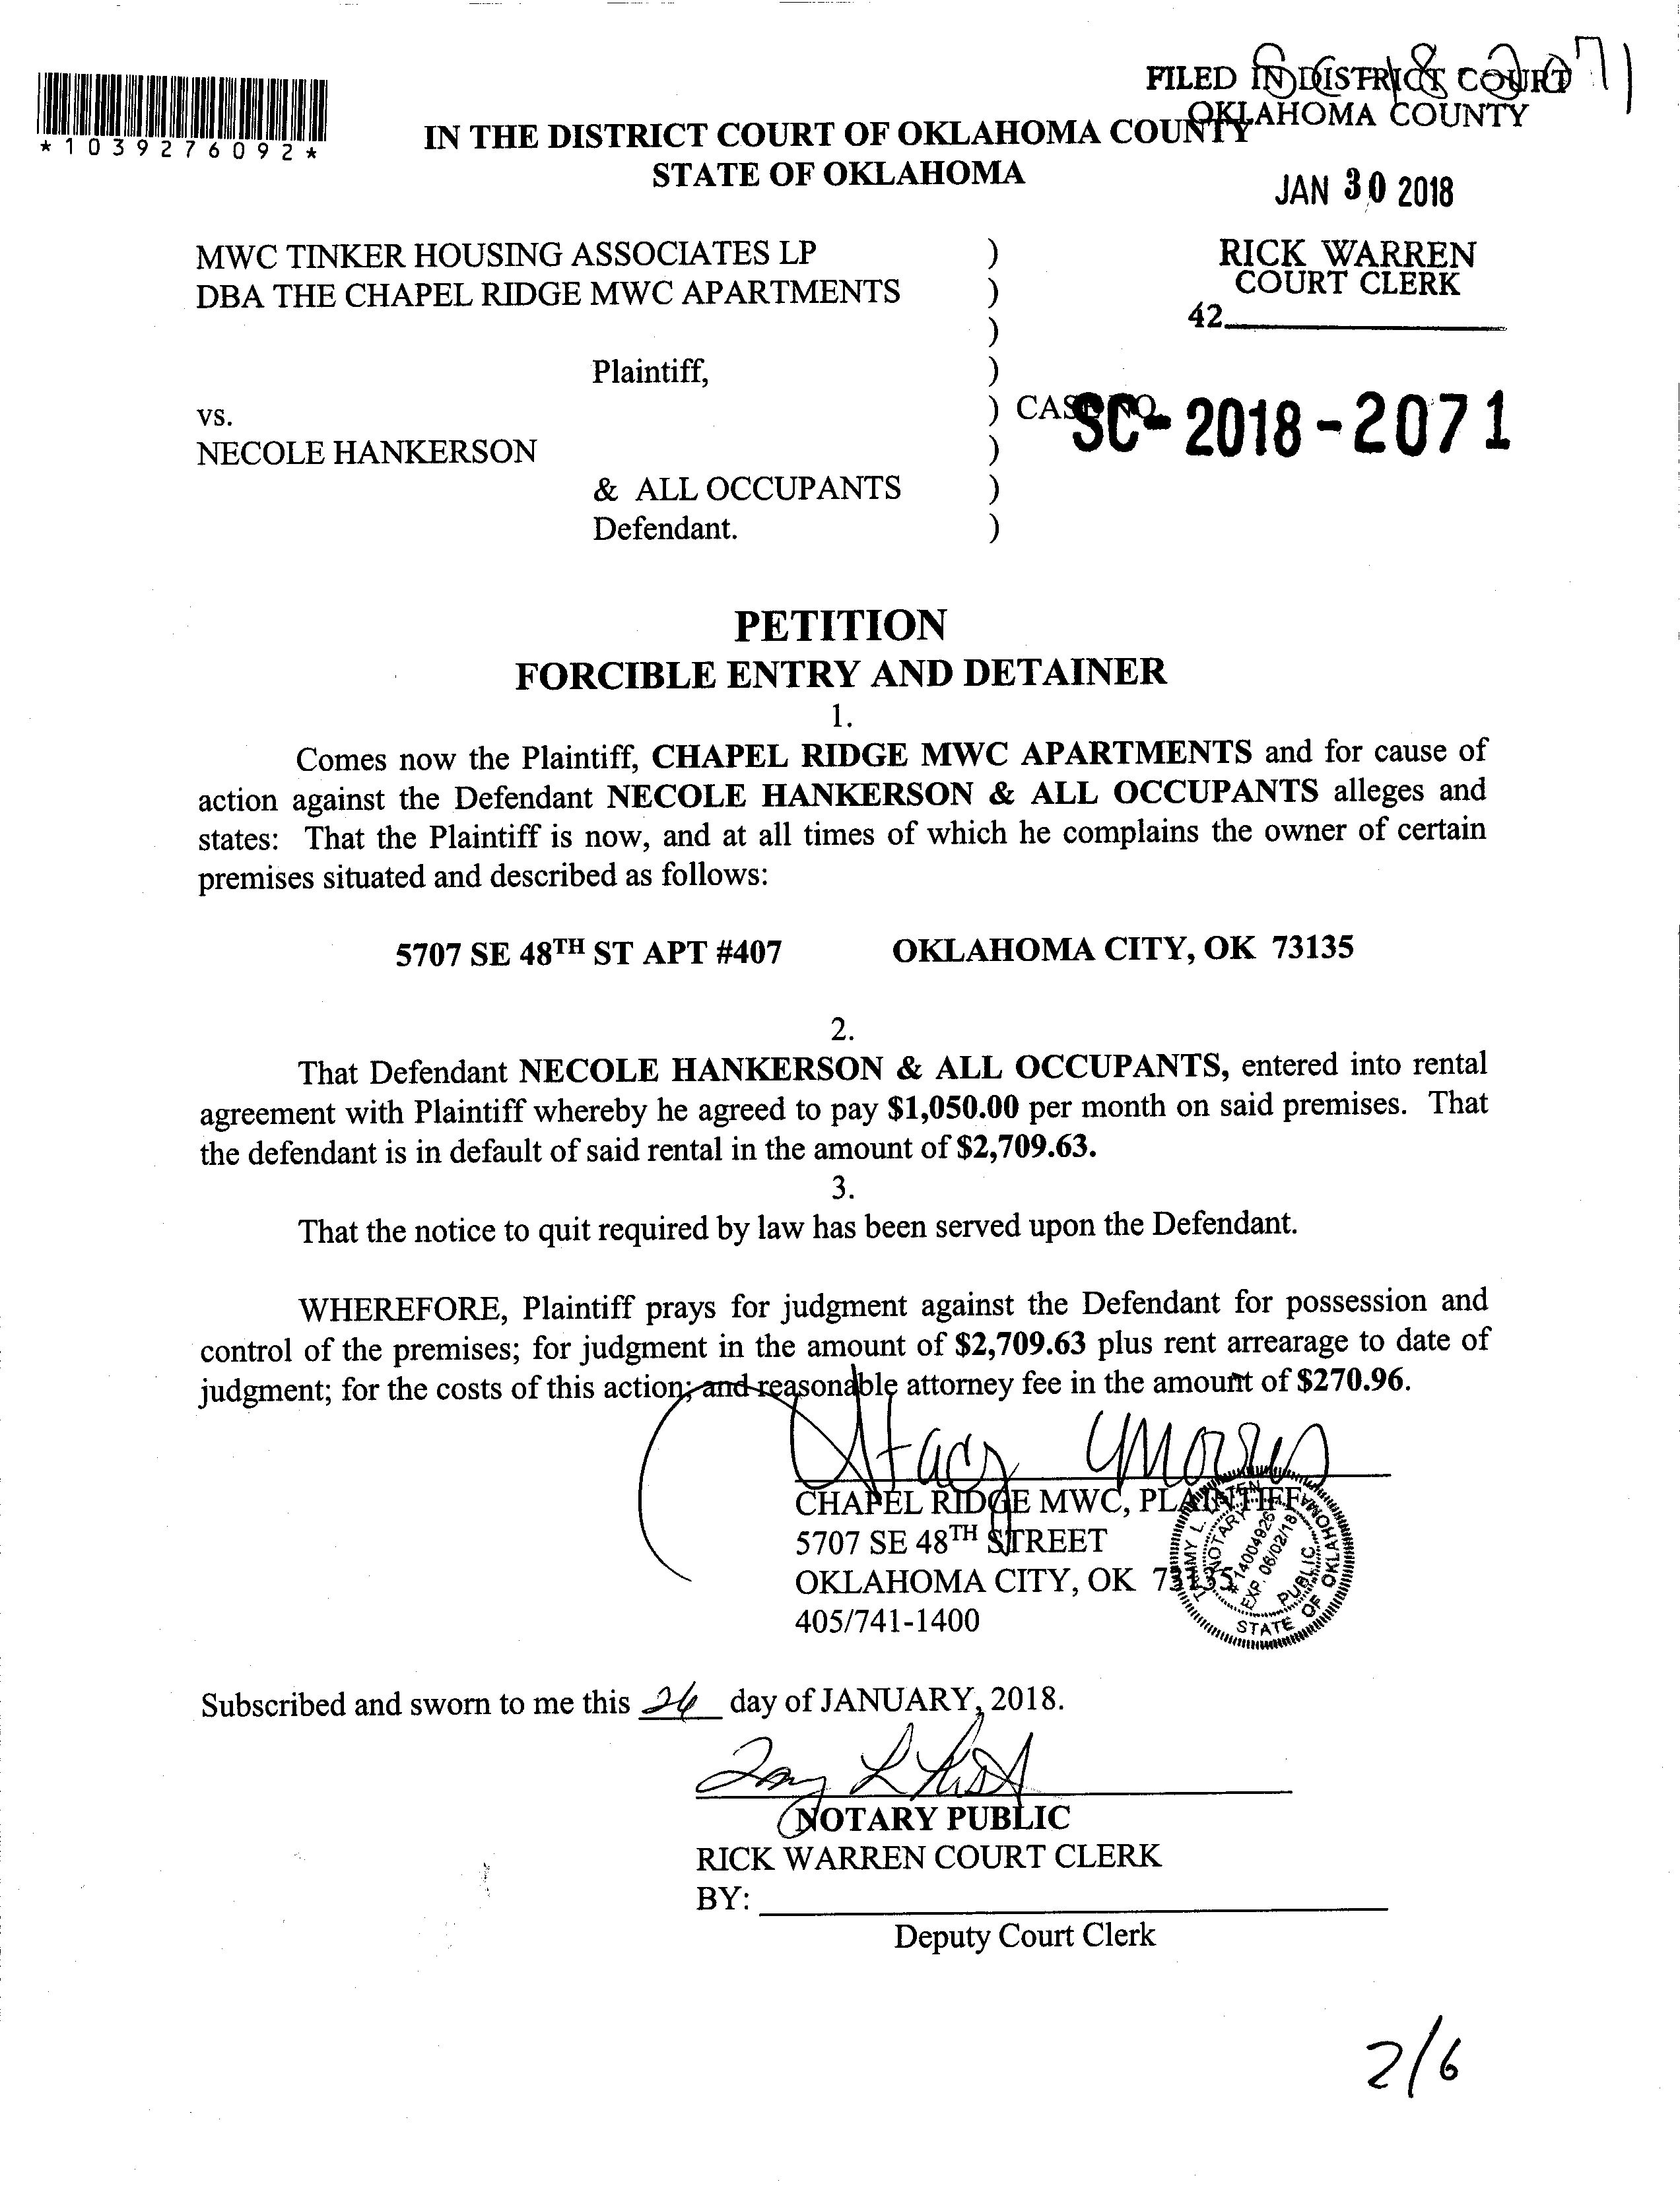 *1039276092*
FILED IN DISTRICT COURT
OKLAHOMA COUNTY
IN THE DISTRICT COURT OF OKLAHOMA COUNTY
STATE OF OKLAHOMA
JAN 30 2018
RICK WARREN
COURT CLERK
42
MWC TINKER HOUSING ASSOCIATES LP )
DBA THE CHAPEL RIDGE MWC APARTMENTS )
)
Plaintiff, )
vs. ) CASE NO.
SC-2018-2071
NECOLE HANKERSON )
& ALL OCCUPANTS )
Defendant. )
PETITION
FORCIBLE ENTRY AND DETAINER
1.
Comes now the Plaintiff, CHAPEL RIDGE MWC APARTMENTS and for cause of
action against the Defendant NECOLE HANKERSON & ALL OCCUPANTS alleges and
states: That the Plaintiff is now, and at all times of which he complains the owner of certain
premises situated and described as follows:
5707 SE 48TH ST APT #407 OKLAHOMA CITY, OK 73135
2.
That Defendant NECOLE HANKERSON & ALL OCCUPANTS, entered into rental
agreement with Plaintiff whereby he agreed to pay $1,050.00 per month on said premises. That
the defendant is in default of said rental in the amount of $2,709.63.
3.
That the notice to quit required by law has been served upon the Defendant.
WHEREFORE, Plaintiff prays for judgment against the Defendant for possession and
control of the premises; for judgment in the amount of $2,709.63 plus rent arrearage to date of
judgment; for the costs of this action; and reasonable attorney fee in the amount of $270.96.
Stacy
CHAPEL RIDGE MWC, PLAINTIFF
5707 SE 48TH STREET
OKLAHOMA CITY, OK 73135
405/741-1400
NOTARY PUBLIC
# 14004926
EXP. 06/02/18
STATE OF OKLAHOMA
Subscribed and sworn to me this 26 day of JANUARY, 2018.
NOTARY PUBLIC
RICK WARREN COURT CLERK
BY:
Deputy Court Clerk
2/6